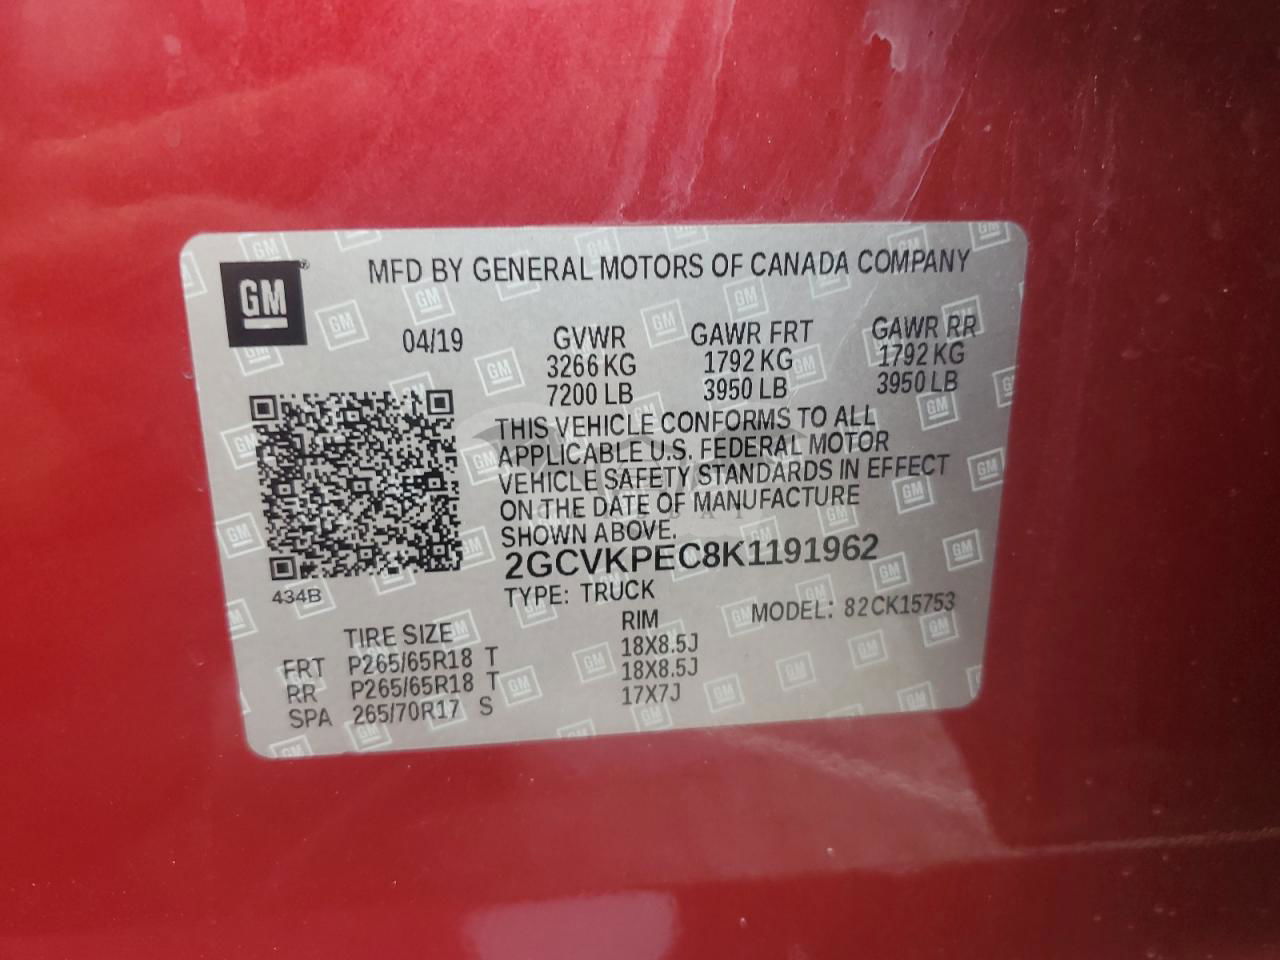 GM
MFD BY GENERAL MOTORS OF CANADA COMPANY
04/19 GVWR GAWR FRT GAWR RR
3266 KG 1792 KG 1792 KG
7200 LB 3950 LB 3950 LB
THIS VEHICLE CONFORMS TO ALL
APPLICABLE U.S. FEDERAL MOTOR
VEHICLE SAFETY STANDARDS IN EFFECT
ON THE DATE OF MANUFACTURE
SHOWN ABOVE.
2GCVKPEC8K1191962
434B
TYPE: TRUCK
MODEL: 82CK15753
TIRE SIZE RIM
FRT P265/65R18 T 18X8.5J
RR P265/65R18 T 18X8.5J
SPA 265/70R17 S 17X7J